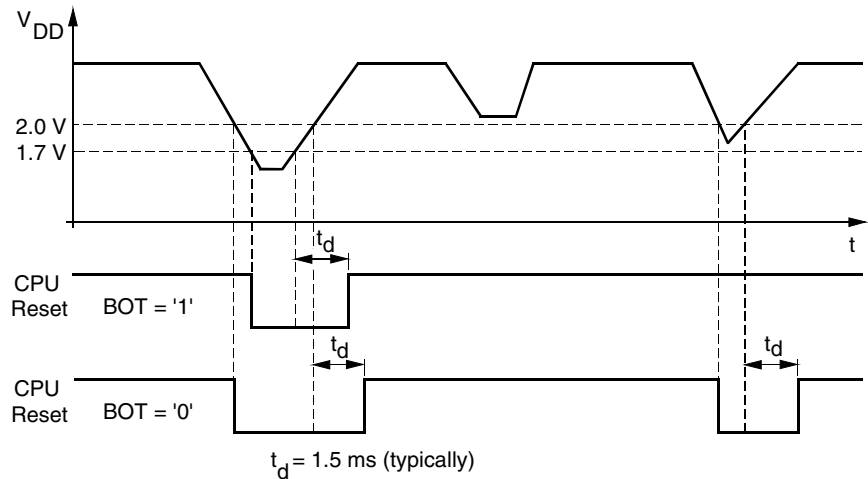 VDD
2.0 V
1.7 V
t
td
CPU
Reset
BOT = '1'
td
td
CPU
Reset
BOT = '0'
td = 1.5 ms (typically)